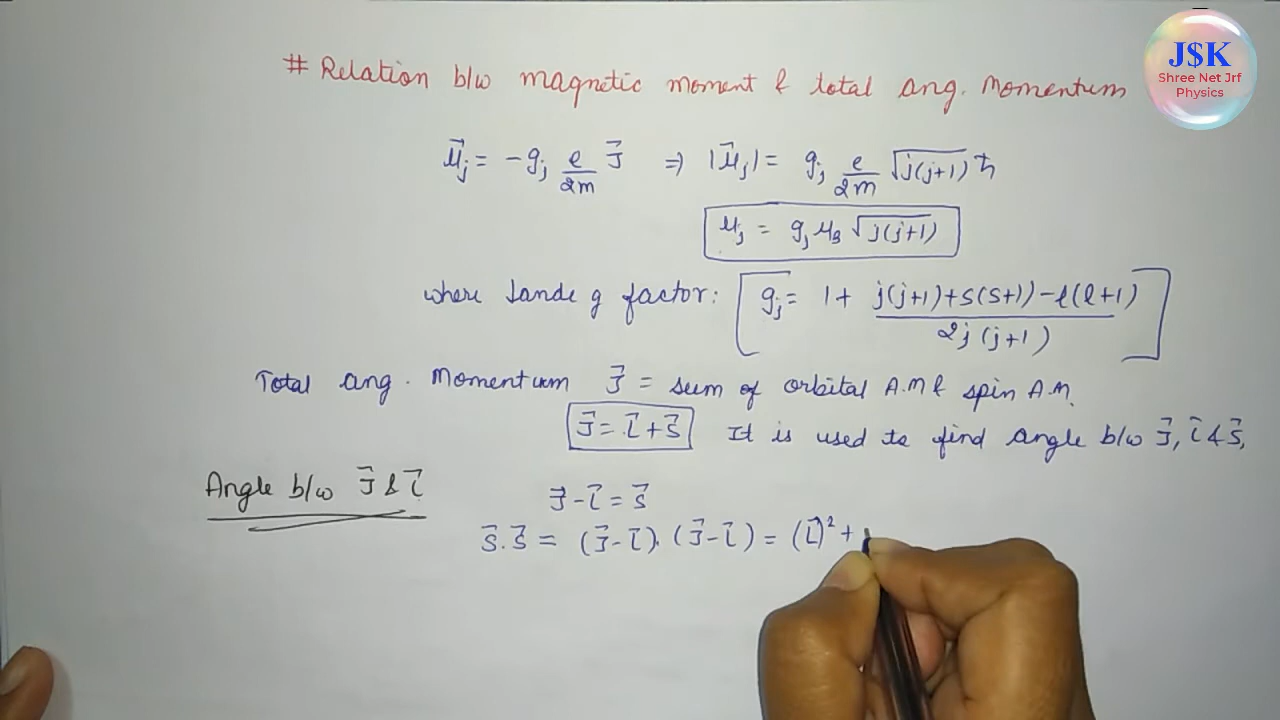 JSK
Shree Net Jrf
Physics
# Relation b/w magnetic moment & total ang. Momentum
μ⃗j = -gj e/2m J⃗ ⇒ |μ⃗j| = gj e/2m √j(j+1) ħ
μj = gj μB √j(j+1)
where Lande g factor: [gj = 1 + j(j+1)+s(s+1)-l(l+1) / 2j(j+1)]
Total ang. Momentum J⃗ = sum of orbital A.M & spin A.M.
J⃗ = L⃗+S⃗ It is used to find Angle b/w J⃗, L⃗ & S⃗,
Angle b/w J⃗ & L⃗
J⃗-L⃗ = S⃗
S⃗.S⃗ = (J⃗-L⃗).(J⃗-L⃗) = (L⃗)² +